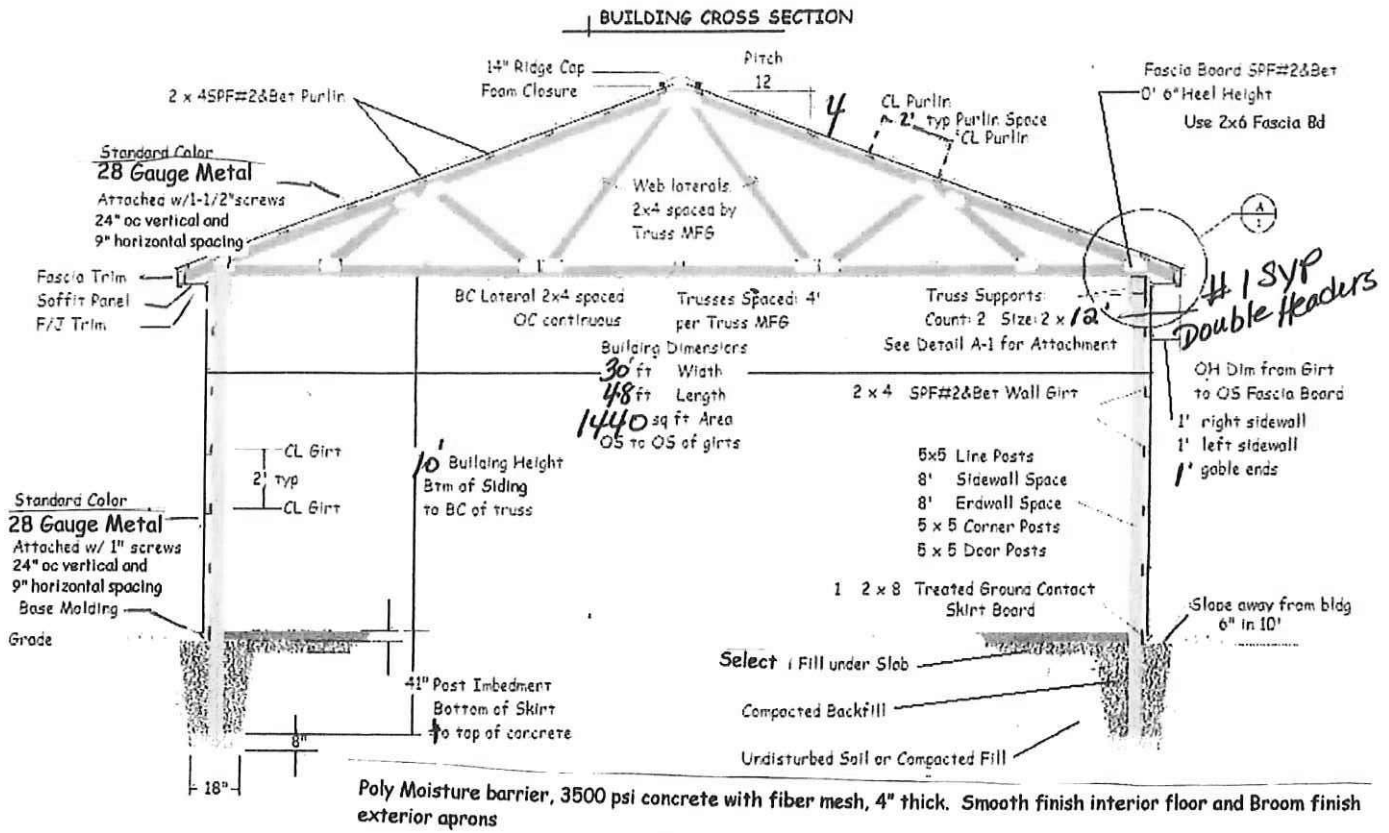 BUILDING CROSS SECTION
14" Ridge Cap
Foam Closure
Pitch
12
4
2 x 4SPF#2&Bet Purlin
CL Purlin
2' typ Purlin Space
CL Purlin
Fascia Board SPF#2&Bet
0' 6" Heel Height
Use 2x6 Fascia Bd
Standard Color
28 Gauge Metal
Attached w/1-1/2"screws
24" oc vertical and
9" horizontal spacing
Web laterals
2x4 spaced by
Truss MFG
A
1
Fascia Trim
Soffit Panel
F/J Trim
BC Lateral 2x4 spaced
OC continuous
Trusses Spaced: 4'
per Truss MFG
Truss Supports:
Count: 2 Size: 2 x 12'
See Detail A-1 for Attachment
#1 SYP
Double Headers
Building Dimensions
30' ft Width
48' ft Length
1440 sq ft Area
OS to OS of girts
2 x 4 SPF#2&Bet Wall Girt
OH Dim from Girt
to OS Fascia Board
1' right sidewall
1' left sidewall
1' gable ends
CL Girt
2' typ
CL Girt
10' Building Height
Btm of Siding
to BC of truss
5x5 Line Posts
8' Sidewall Space
8' Endwall Space
5 x 5 Corner Posts
5 x 5 Door Posts
Standard Color
28 Gauge Metal
Attached w/ 1" screws
24" oc vertical and
9" horizontal spacing
Base Molding
Grade
1 2 x 8 Treated Ground Contact
Skirt Board
Slope away from bldg
6" in 10'
Select Fill under Slab
41" Post Imbedment
Bottom of Skirt
to top of concrete
Compacted Backfill
8"
Undisturbed Soil or Compacted Fill
18"
Poly Moisture barrier, 3500 psi concrete with fiber mesh, 4" thick. Smooth finish interior floor and Broom finish
exterior aprons